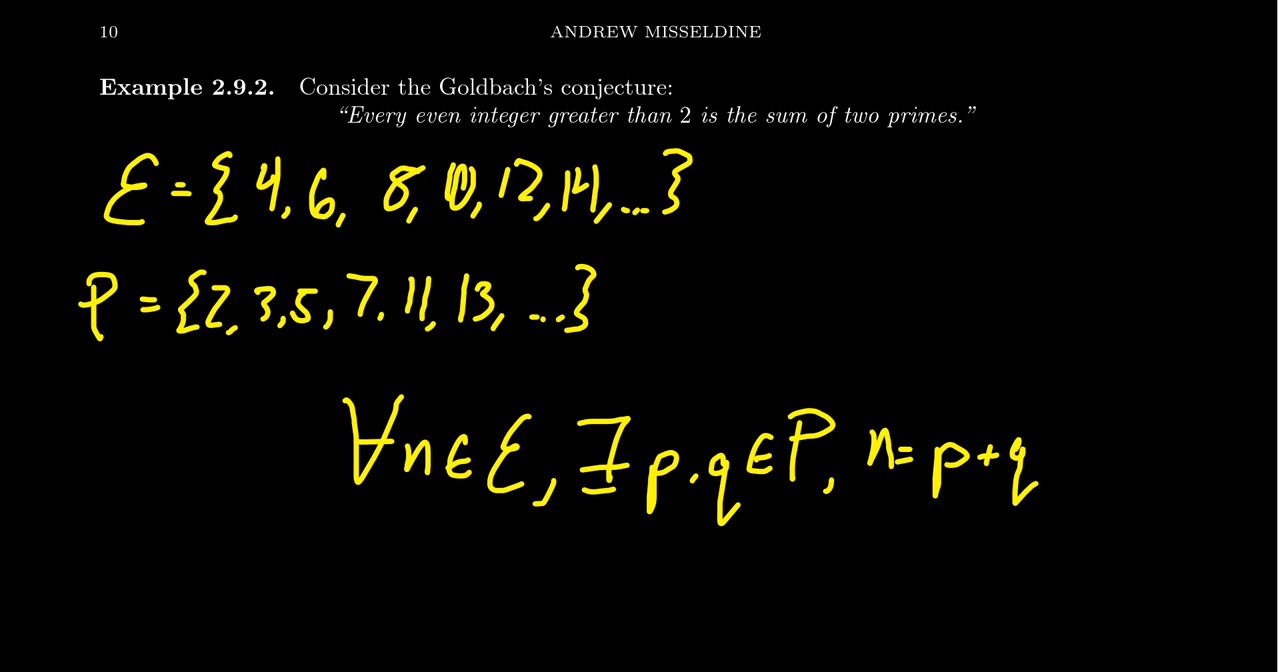 10 ANDREW MISSELDINE
Example 2.9.2. Consider the Goldbach's conjecture:
“Every even integer greater than 2 is the sum of two primes.”
ℰ = { 4, 6, 8, 10, 12, 14, ... }
P = { 2, 3, 5, 7, 11, 13, ... }
∀ n ∈ ℰ, ∃ p, q ∈ P, n = p + q